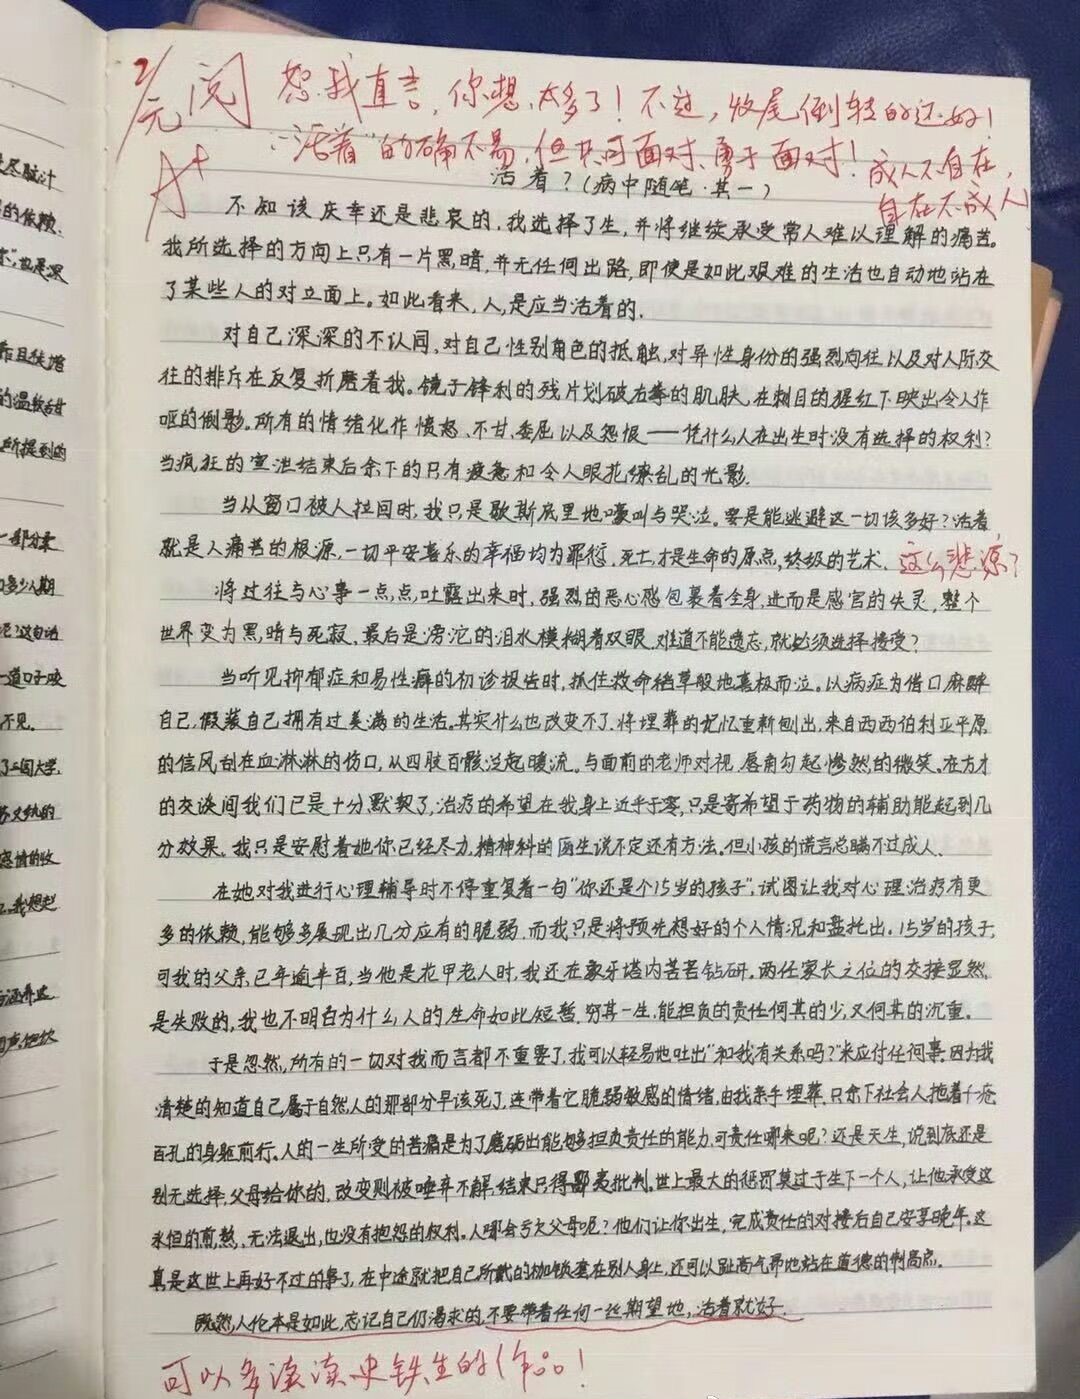 阅 恕我直言，你想太多了！不过，收尾倒转的还好！
"活着"的确不易，但共同面对、勇于面对！
成人不自在，
自在不成人
A+
活着？（病中随笔·其一）
不知该庆幸还是悲哀的，我选择了生，并将继续承受常人难以理解的痛苦。
我所选择的方向上只有一片黑暗，并无任何出路，即使是如此艰难的生活也自动地站在
了某些人的对立面上。如此看来，人，是应当活着的．
对自己深深的不认同，对自己性别角色的抵触，对异性身份的强烈向往以及对人际交
往的排斥在反复折磨着我。镜子锋利的残片划破右拳的肌肤，在刺目的猩红下映出令人作
呕的倒影。所有的情绪化作愤怒、不甘、委屈以及怨恨——凭什么人在出生时没有选择的权利？
当疯狂的宣泄结束后余下的只有疲惫和令人眼花缭乱的光影．
当从窗口被人拉回时，我只是歇斯底里地嚎叫与哭泣。要是能逃避这一切该多好？活着
就是人痛苦的根源，一切平安喜乐的幸福均为罪愆，死亡才是生命的原点，终级的艺术． 这么悲凉？
将过往与心事一点点吐露出来时，强烈的恶心感包裹着全身，进而是感官的失灵，整个
世界变为黑暗与死寂，最后是滂沱的泪水模糊着双眼，难道不能遗忘，就必须选择接受？
当听见抑郁症和易性癖的初诊报告时，抓住救命稻草般地喜极而泣。以病症为借口麻醉
自己，假装自己拥有过美满的生活。其实什么也改变不了，将埋葬的记忆重新刨出，来自西西伯利亚平原
的信风刮在血淋淋的伤口，从四肢百骸泛起暖流。与面前的老师对视，唇角勾起惨然的微笑。在方才
的交谈间我们已是十分默契了，治疗的希望在我身上近乎于零，只是寄希望于药物的辅助能起到几
分效果。我只是安慰着她你已经尽力，精神科的医生说不定还有方法。但小孩的谎言总瞒不过成人．
在她对我进行心理辅导时不停重复着一句"你还是个15岁的孩子"，试图让我对心理治疗有更
多的依赖，能够多展现出几分应有的脆弱，而我只是将预先想好的个人情况和盘托出。15岁的孩子，
可我的父亲已年逾半百，当他是花甲老人时，我还在象牙塔内苦苦钻研。两任家长之位的交接显然
是失败的，我也不明白为什么人的生命如此短暂，穷其一生，能担负的责任何其的少，又何其的沉重。
于是忽然，所有的一切对我而言都不重要了，我可以轻易地吐出"和我有关系吗？"来应付任何事。因为我
清楚的知道自己属于自然人的那部分早该死了，连带着它脆弱敏感的情绪，由我亲手埋葬，只余下社会人拖着千疮
百孔的身躯前行。人的一生所受的苦痛是为了磨砺出能够担负责任的能力，可责任哪来呢？还是天生，说到底还是
别无选择，父母给你的，改变则被唾弃不解，结束只得鄙夷批判。世上最大的惩罚莫过于生下一个人，让他承受这
永恒的煎熬，无法退出，也没有抱怨的权利。人哪会亏欠父母呢？他们让你出生，完成责任的对接后自己安享晚年。这
真是这世上再好不过的事了，在中途就把自己所戴的枷锁套在别人身上，还可以趾高气昂地站在道德的制高点．
既然人伦本是如此，忘记自己仍渴求的，不要带着任何一丝期望地，活着就好．
可以多读读史铁生的作品！